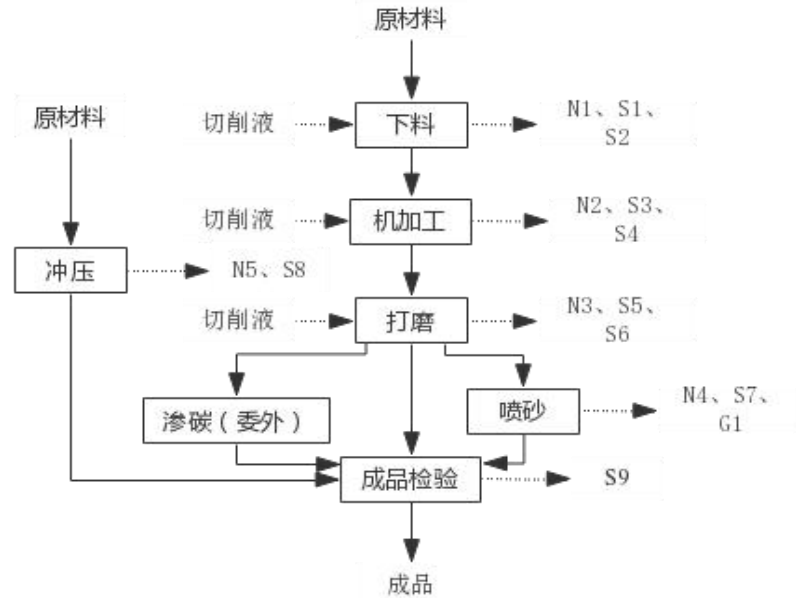 原材料
原材料
切削液
下料
N1、S1、
S2
切削液
机加工
N2、S3、
S4
冲压
N5、S8
切削液
打磨
N3、S5、
S6
渗碳（委外）
喷砂
N4、S7、
G1
成品检验
S9
成品